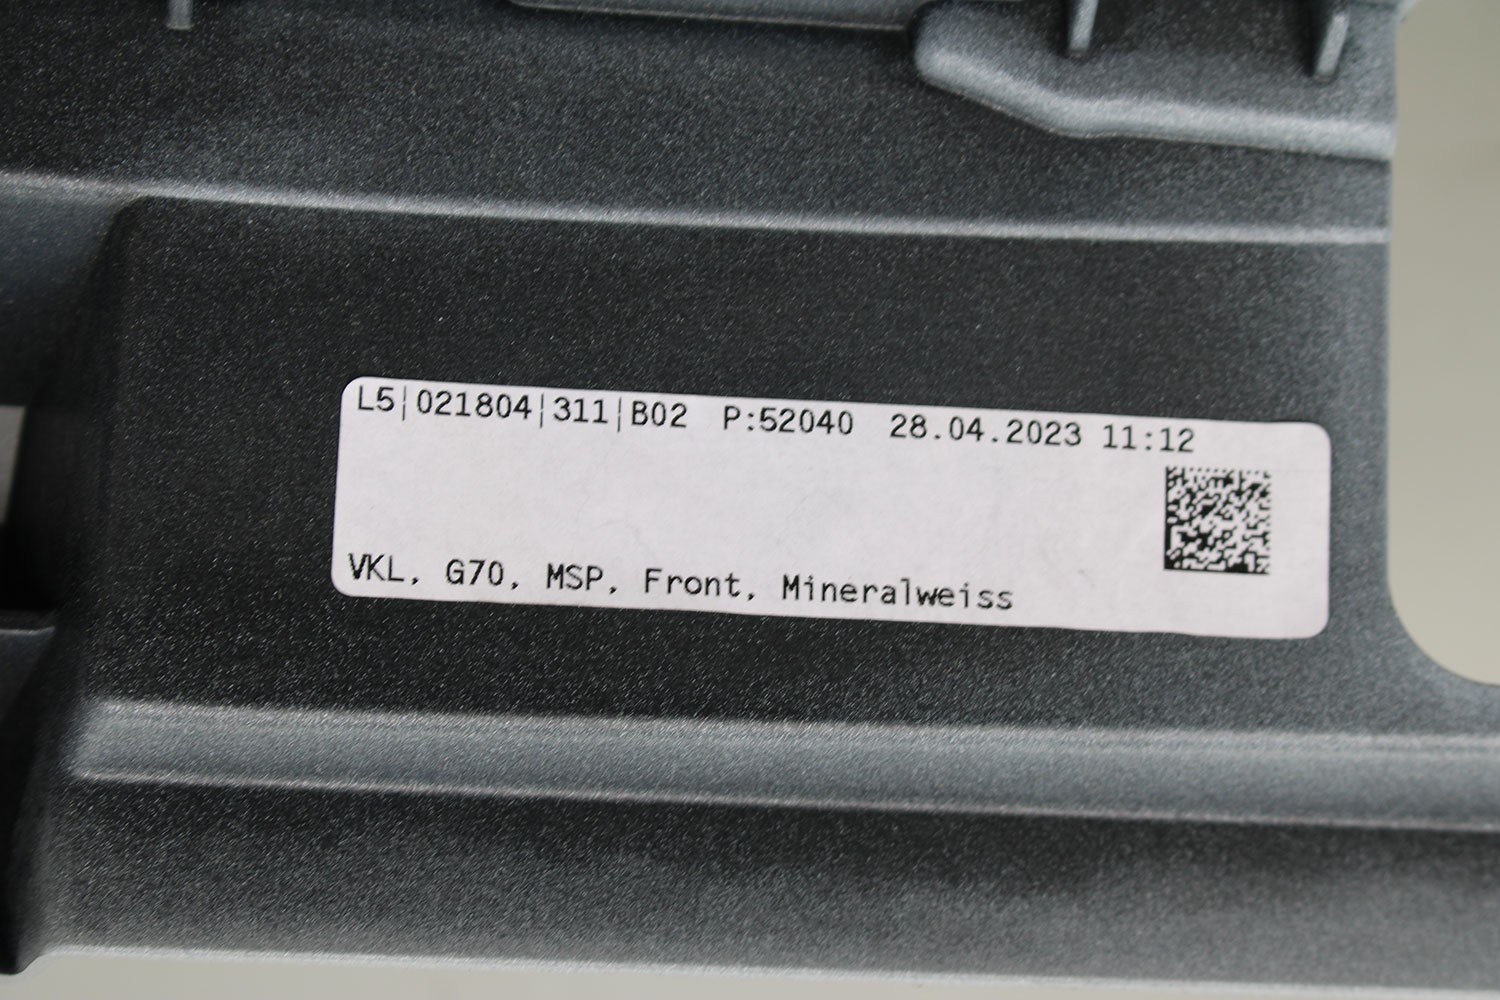 L5|021804|311|B02 P:52040 28.04.2023 11:12
VKL, G70, MSP, Front, Mineralweiss